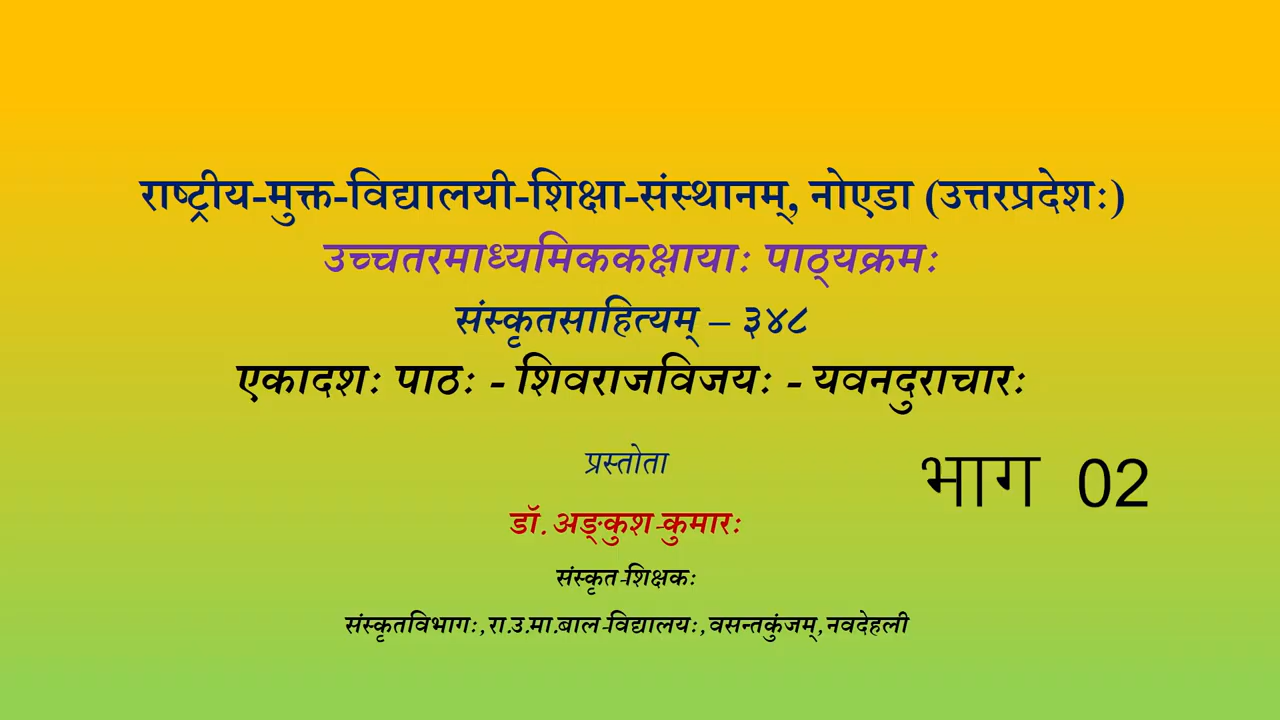 राष्ट्रीय-मुक्त-विद्यालयी-शिक्षा-संस्थानम्, नोएडा (उत्तरप्रदेशः)
उच्चतरमाध्यमिककक्षायाः पाठ्यक्रमः
संस्कृतसाहित्यम् – ३४८
एकादशः पाठः - शिवराजविजयः - यवनदुराचारः
प्रस्तोता
भाग 02
डॉ. अङ्कुश-कुमारः
संस्कृत-शिक्षकः
संस्कृतविभागः, रा.उ.मा.बाल-विद्यालयः, वसन्तकुंजम्, नवदेहली